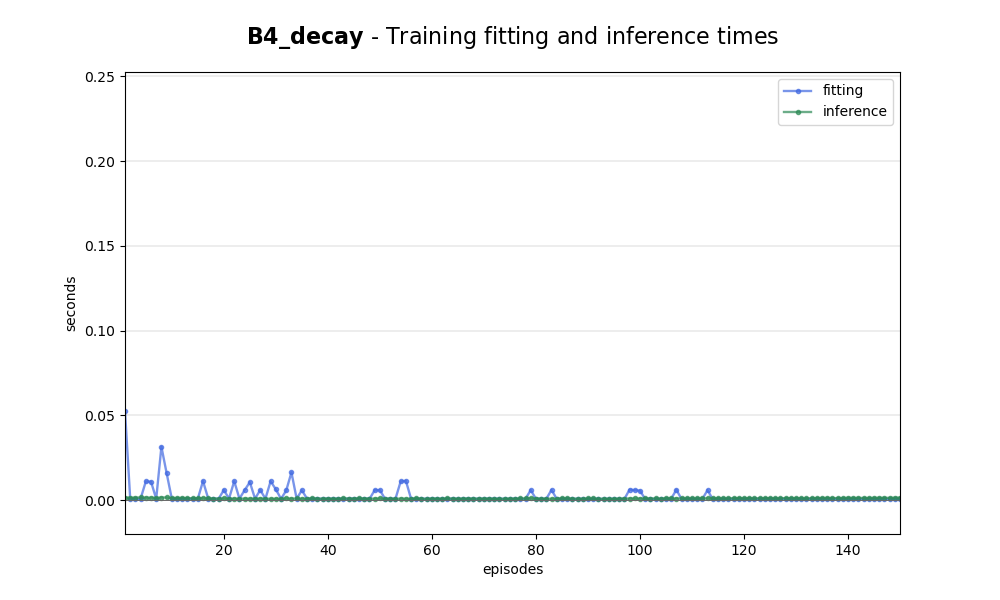 B4_decay - Training fitting and inference times
fitting
inference
0.25
0.20
0.15
0.10
0.05
0.00
seconds
20 40 60 80 100 120 140
episodes